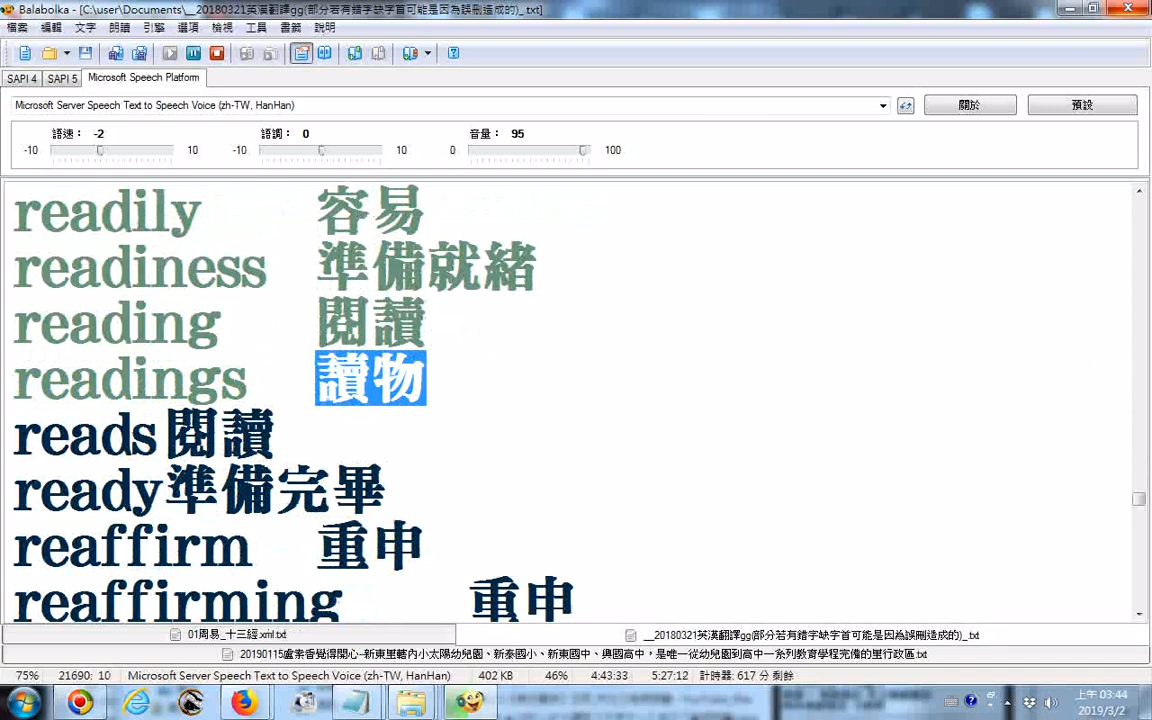 Balabolka - [C:\user\Documents\__20180321英漢翻譯gg(部分若有錯字缺字首可能是因為誤刪造成的)_.txt]
檔案 編輯 文字 朗讀 引擎 選項 檢視 工具 書籤 說明
SAPI 4 SAPI 5 Microsoft Speech Platform
Microsoft Server Speech Text to Speech Voice (zh-TW, HanHan) 關於 預設
語速： -2 語調： 0 音量： 95
-10 10 -10 10 0 100
readily 容易
readiness 準備就緒
reading 閱讀
readings 讀物
reads閱讀
ready準備完畢
reaffirm 重申
reaffirming 重申
01周易_十三經.xml.txt __20180321英漢翻譯gg(部分若有錯字缺字首可能是因為誤刪造成的)_.txt
20190115盧素香覺得開心~新東里轄內小太陽幼兒園、新泰國小、新東國中、興國高中，是唯一從幼兒園到高中一系列教育學程完備的里行政區.txt
75% 21690: 10 Microsoft Server Speech Text to Speech Voice (zh-TW, HanHan) 402 KB 46% 4:43:33 5:27:12 計時器: 617 分 剩餘
上午 03:44
2019/3/2